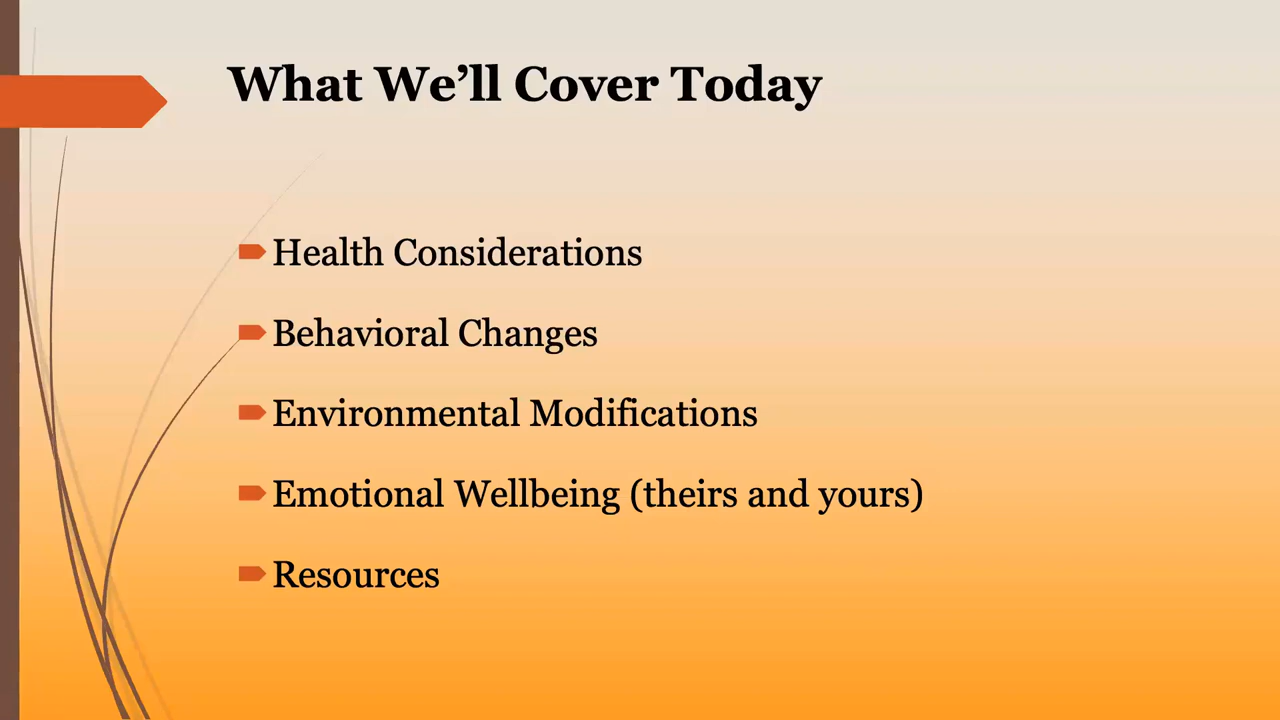 What We’ll Cover Today
Health Considerations
Behavioral Changes
Environmental Modifications
Emotional Wellbeing (theirs and yours)
Resources